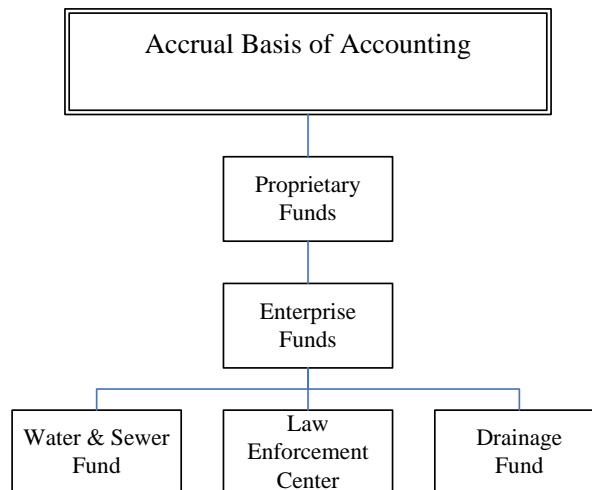 Accrual Basis of Accounting
Proprietary
Funds
Enterprise
Funds
Water & Sewer
Fund
Law
Enforcement
Center
Drainage
Fund